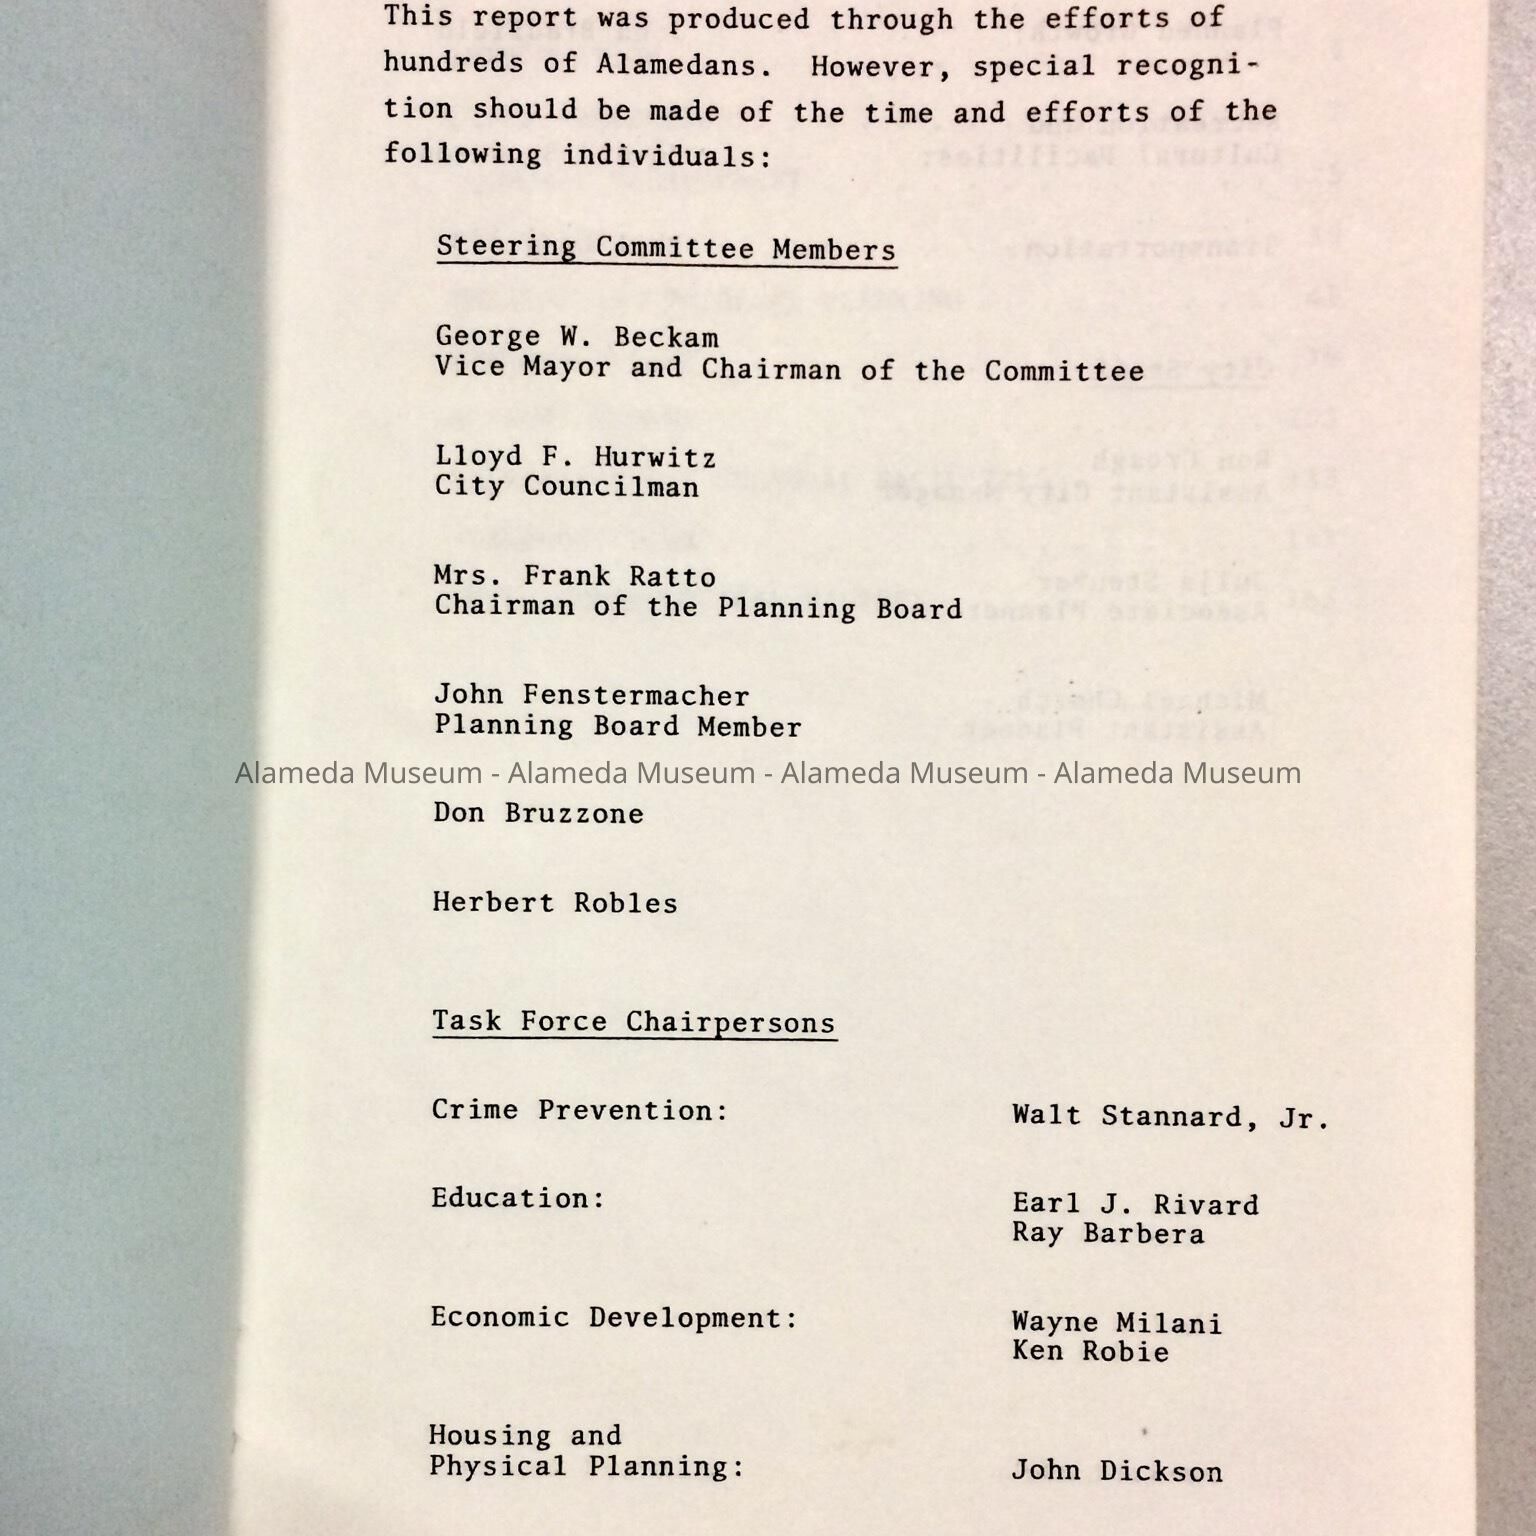 This report was produced through the efforts of
hundreds of Alamedans. However, special recogni-
tion should be made of the time and efforts of the
following individuals:
Steering Committee Members
George W. Beckam
Vice Mayor and Chairman of the Committee
Lloyd F. Hurwitz
City Councilman
Mrs. Frank Ratto
Chairman of the Planning Board
John Fenstermacher
Planning Board Member
Alameda Museum - Alameda Museum - Alameda Museum - Alameda Museum
Don Bruzzone
Herbert Robles
Task Force Chairpersons
Crime Prevention: Walt Stannard, Jr.
Education: Earl J. Rivard
Ray Barbera
Economic Development: Wayne Milani
Ken Robie
Housing and
Physical Planning: John Dickson